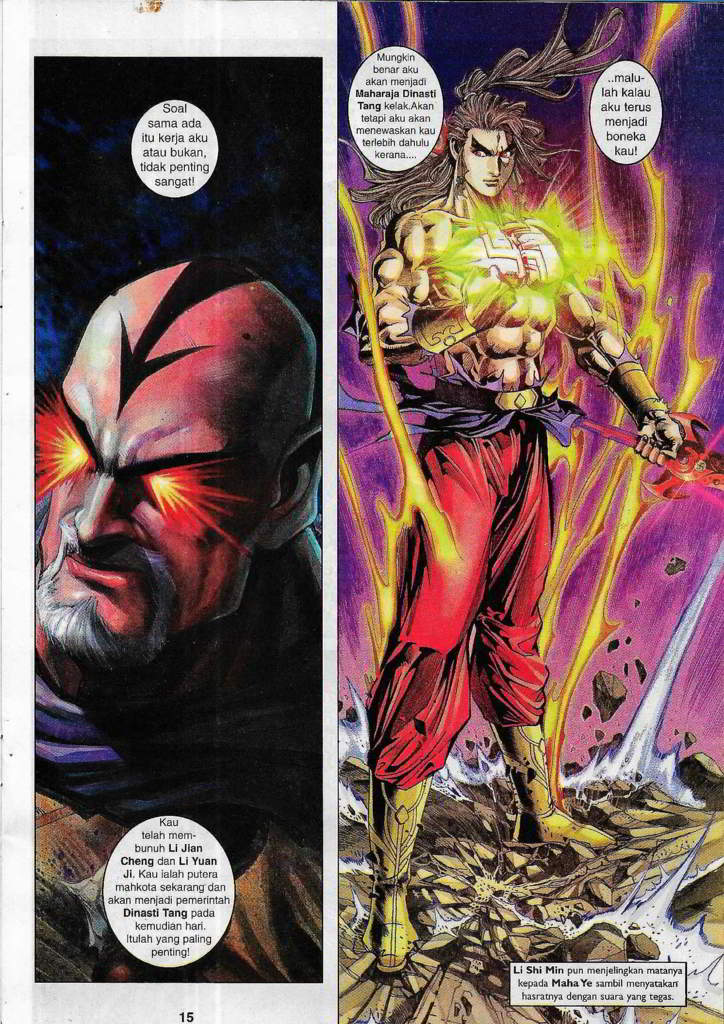 Soal
sama ada
itu kerja aku
atau bukan,
tidak penting
sangat!
Kau
telah mem-
bunuh Li Jian
Cheng dan Li Yuan
Ji. Kau ialah putera
mahkota sekarang dan
akan menjadi pemerintah
Dinasti Tang pada
kemudian hari.
Itulah yang paling
penting!
Mungkin
benar aku
akan menjadi
Maharaja Dinasti
Tang kelak.Akan
tetapi aku akan
menewaskan kau
terlebih dahulu
kerana....
..malu-
lah kalau
aku terus
menjadi
boneka
kau!
Li Shi Min pun menjelingkan matanya
kepada Maha Ye sambil menyatakan
hasratnya dengan suara yang tegas.
15